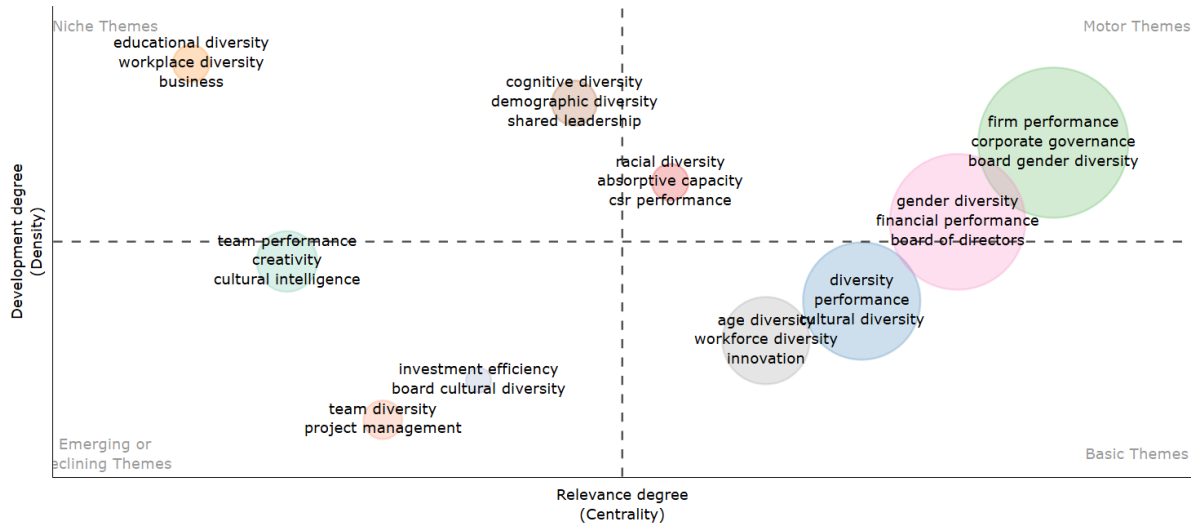 Niche Themes
Motor Themes
educational diversity
workplace diversity
business
cognitive diversity
demographic diversity
shared leadership
firm performance
corporate governance
board gender diversity
racial diversity
absorptive capacity
csr performance
gender diversity
financial performance
board of directors
team performance
creativity
cultural intelligence
diversity
performance
cultural diversity
age diversity
workforce diversity
innovation
investment efficiency
board cultural diversity
team diversity
project management
Emerging or
eclining Themes
Basic Themes
Development degree
(Density)
Relevance degree
(Centrality)